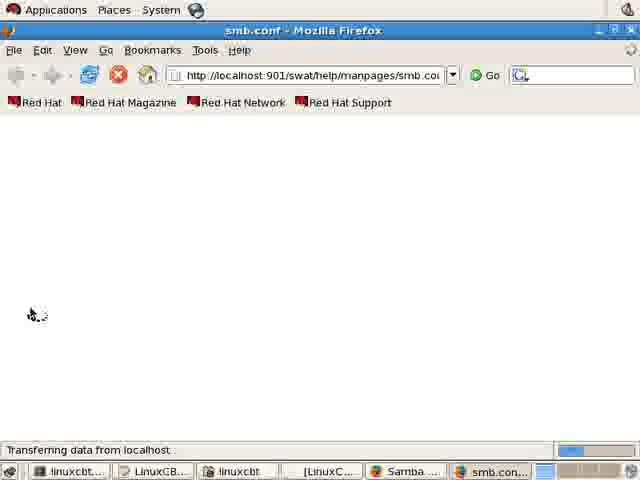 Applications Places System
smb.conf - Mozilla Firefox
File Edit View Go Bookmarks Tools Help
http://localhost:901/swat/help/manpages/smb.co Go
Red Hat Red Hat Magazine Red Hat Network Red Hat Support
Transferring data from localhost
linuxcbt... LinuxCB... linuxcbt [LinuxC... Samba ... smb.con...